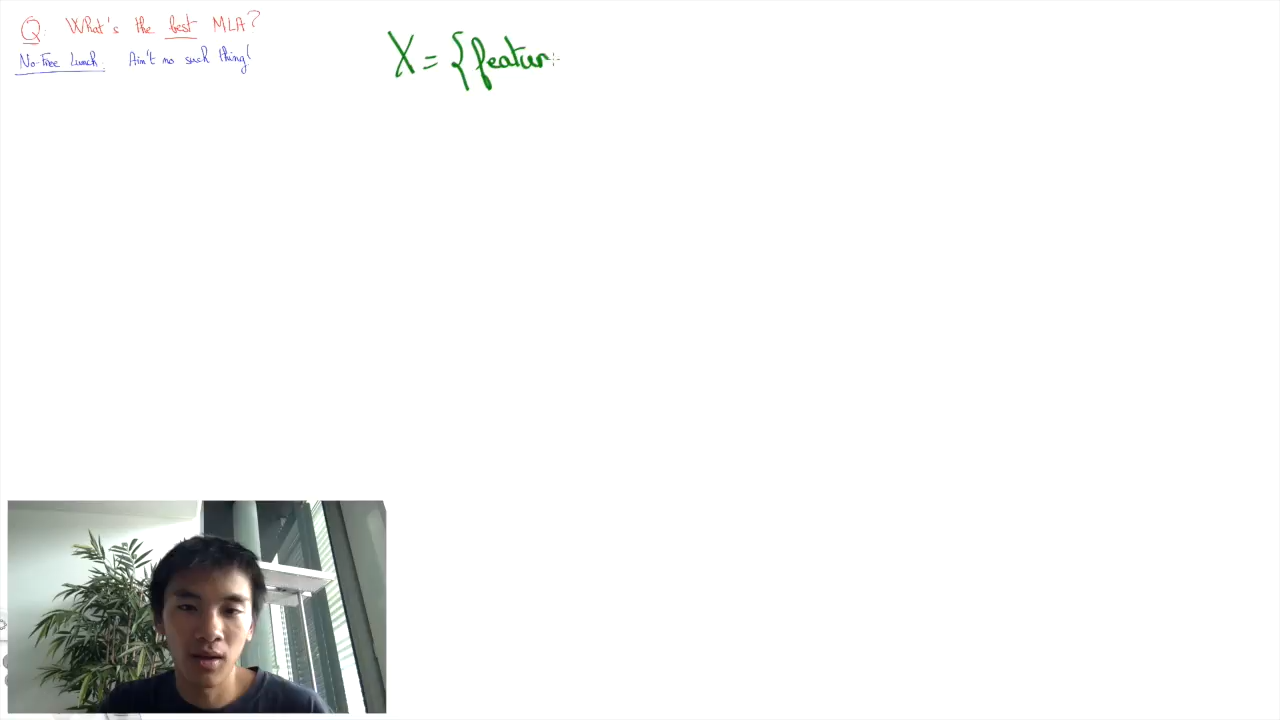 Q: What's the best MLA?
No-Free Lunch: Ain't no such thing!
X = {featur